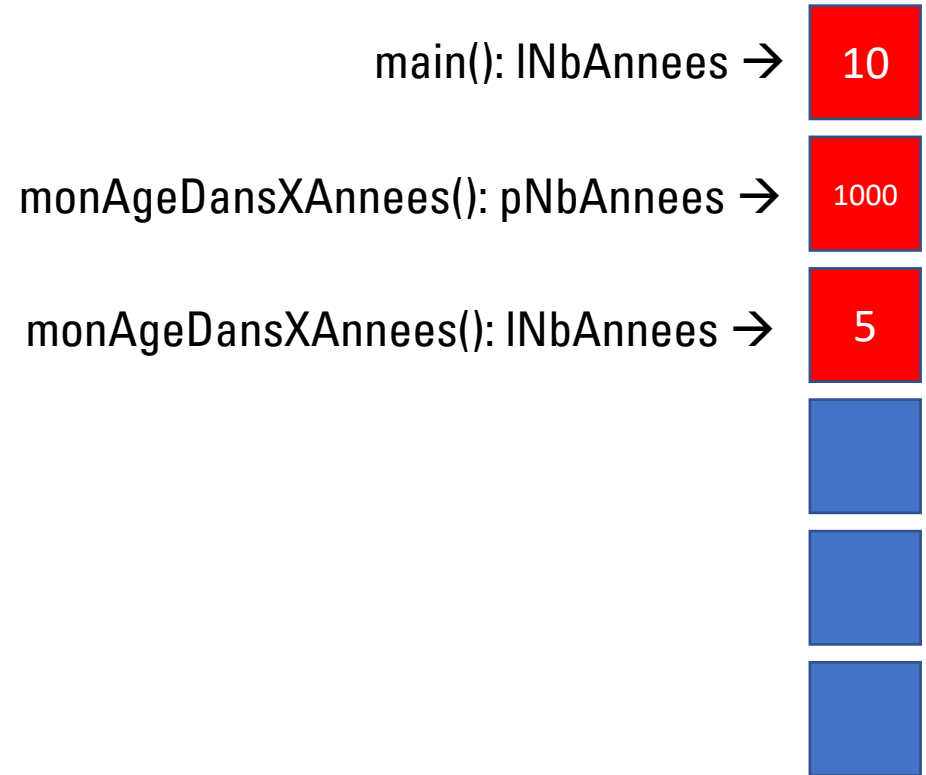 main(): lNbAnnees → 10
monAgeDansXAnnees(): pNbAnnees → 1000
monAgeDansXAnnees(): lNbAnnees → 5